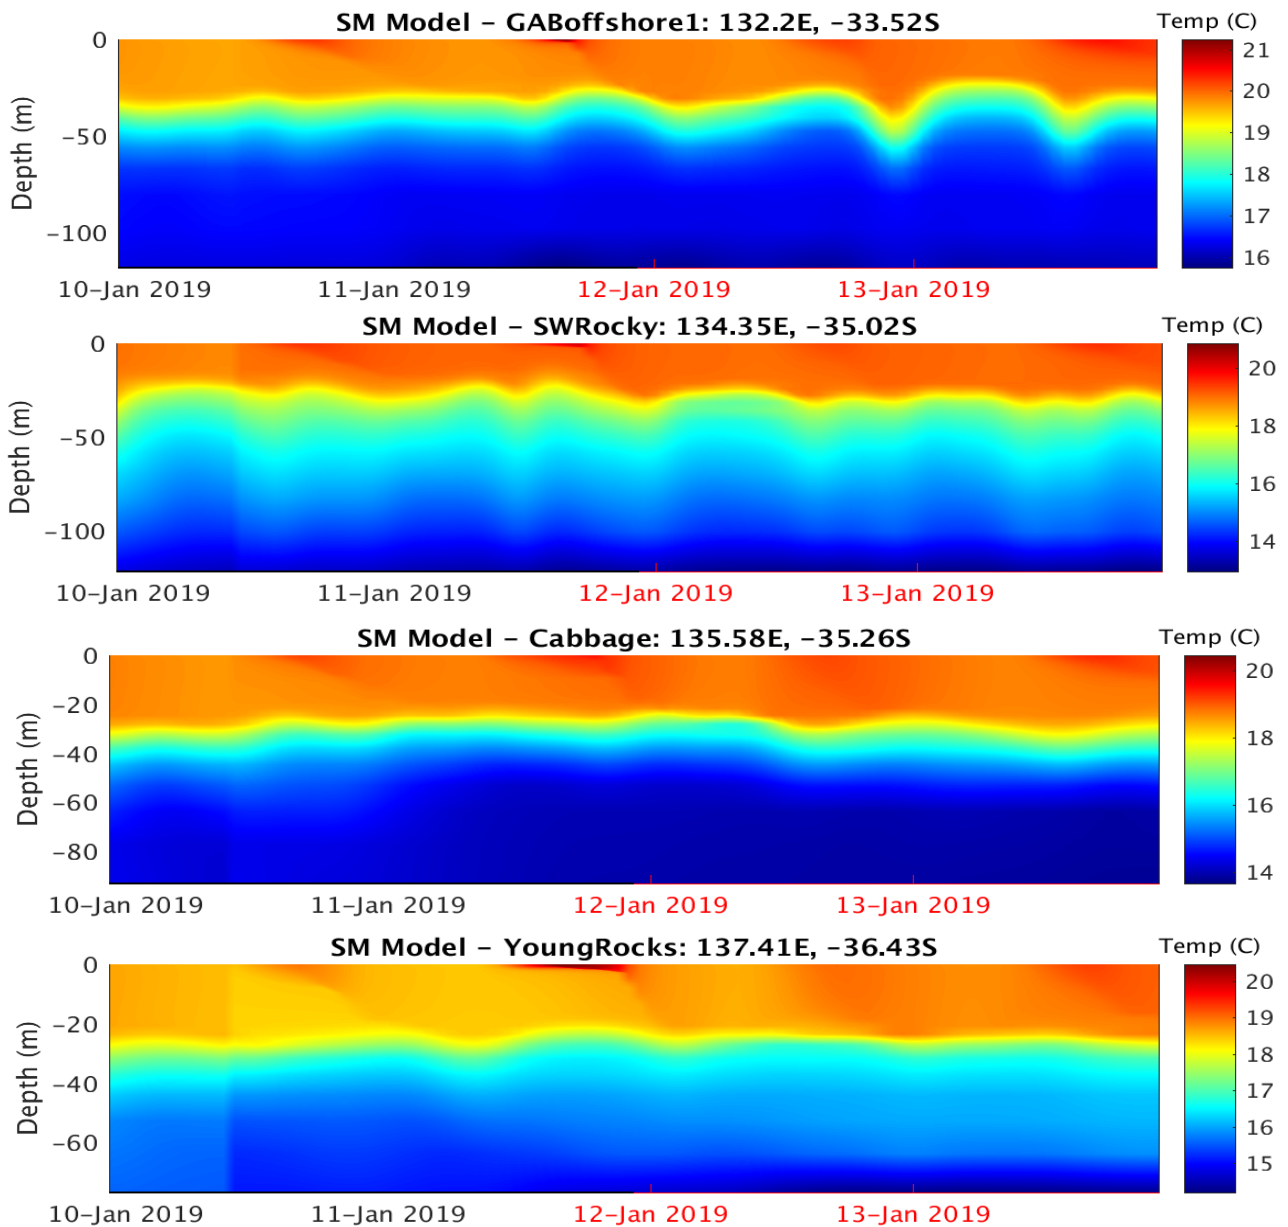 SM Model – GABoffshore1: 132.2E, –33.52S
Temp (C)
0
–50
–100
Depth (m)
21
20
19
18
17
16
10–Jan 2019
11–Jan 2019
12–Jan 2019
13–Jan 2019
SM Model – SWRocky: 134.35E, –35.02S
Temp (C)
0
–50
–100
Depth (m)
20
18
16
14
10–Jan 2019
11–Jan 2019
12–Jan 2019
13–Jan 2019
SM Model – Cabbage: 135.58E, –35.26S
Temp (C)
0
–20
–40
–60
–80
Depth (m)
20
18
16
14
10–Jan 2019
11–Jan 2019
12–Jan 2019
13–Jan 2019
SM Model – YoungRocks: 137.41E, –36.43S
Temp (C)
0
–20
–40
–60
Depth (m)
20
19
18
17
16
15
10–Jan 2019
11–Jan 2019
12–Jan 2019
13–Jan 2019